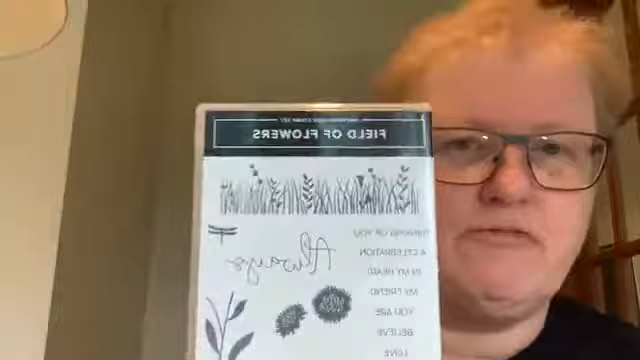 FIELD OF FLOWERS
THINKING OF YOU
A CELEBRATION
Always
IN MY HEART
MY FRIEND
YOU ARE
BELIEVE
LOVE